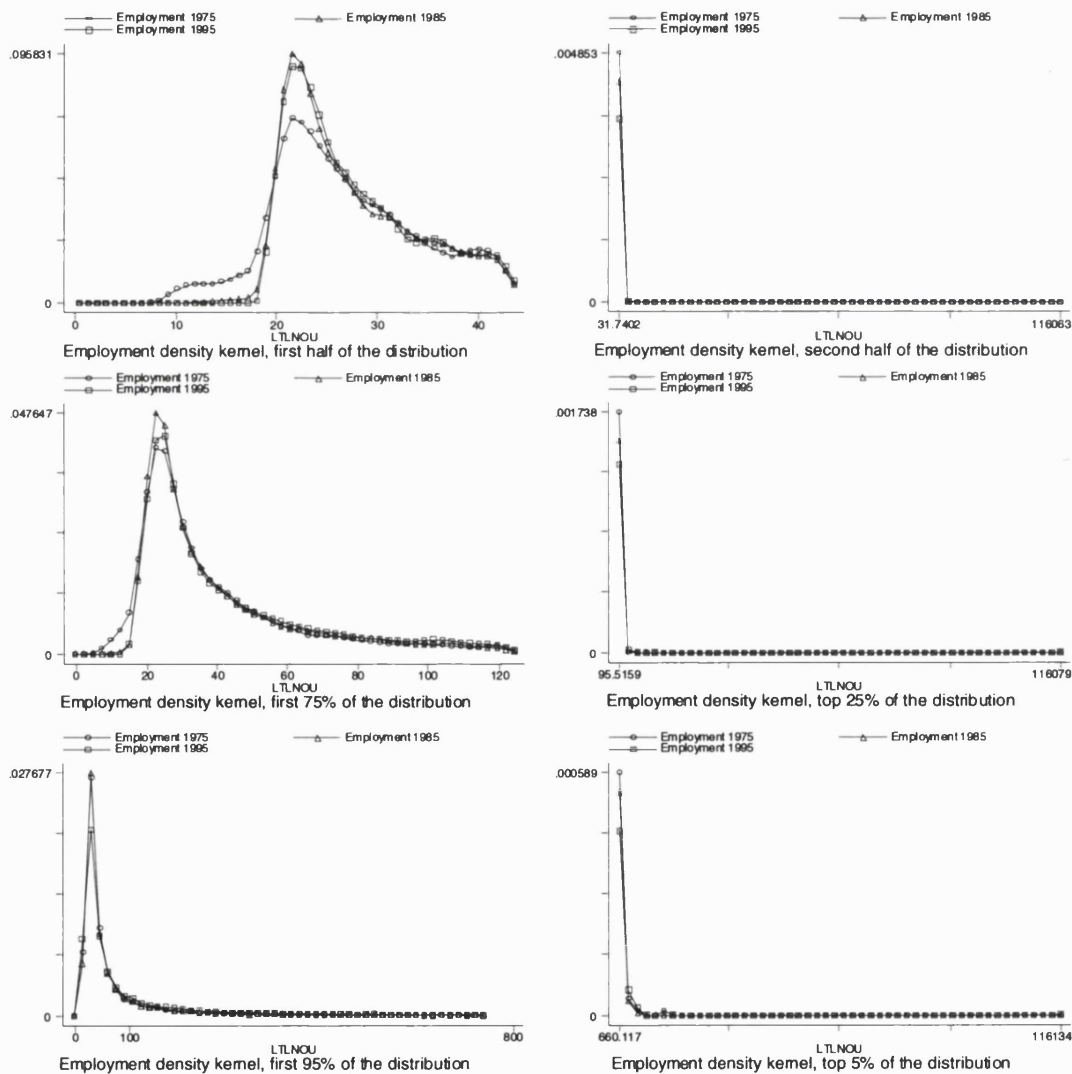 Employment 1975 Employment 1985
Employment 1995
.095831
0
0 10 20 30 40
LTLNOU
Employment density kernel, first half of the distribution
Employment 1975 Employment 1985
Employment 1995
.004853
0
31.7402 116063
LTLNOU
Employment density kernel, second half of the distribution
Employment 1975 Employment 1985
Employment 1995
.047647
0
0 20 40 60 80 100 120
LTLNOU
Employment density kernel, first 75% of the distribution
Employment 1975 Employment 1985
Employment 1995
.001738
0
95.5159 116079
LTLNOU
Employment density kernel, top 25% of the distribution
Employment 1975 Employment 1985
Employment 1995
.027677
0
0 100 800
LTLNOU
Employment density kernel, first 95% of the distribution
Employment 1975 Employment 1985
Employment 1995
.000589
0
660.117 116134
LTLNOU
Employment density kernel, top 5% of the distribution